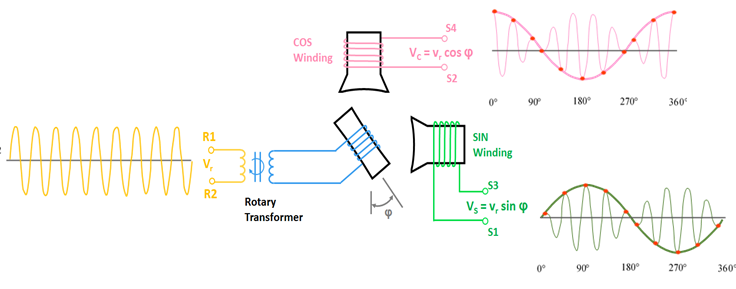 S4
COS
Winding
V_C = v_r cos φ
S2
0° 90° 180° 270° 360°
R1
V_r
R2
Rotary
Transformer
φ
SIN
Winding
S3
V_S = v_r sin φ
S1
0° 90° 180° 270° 360°